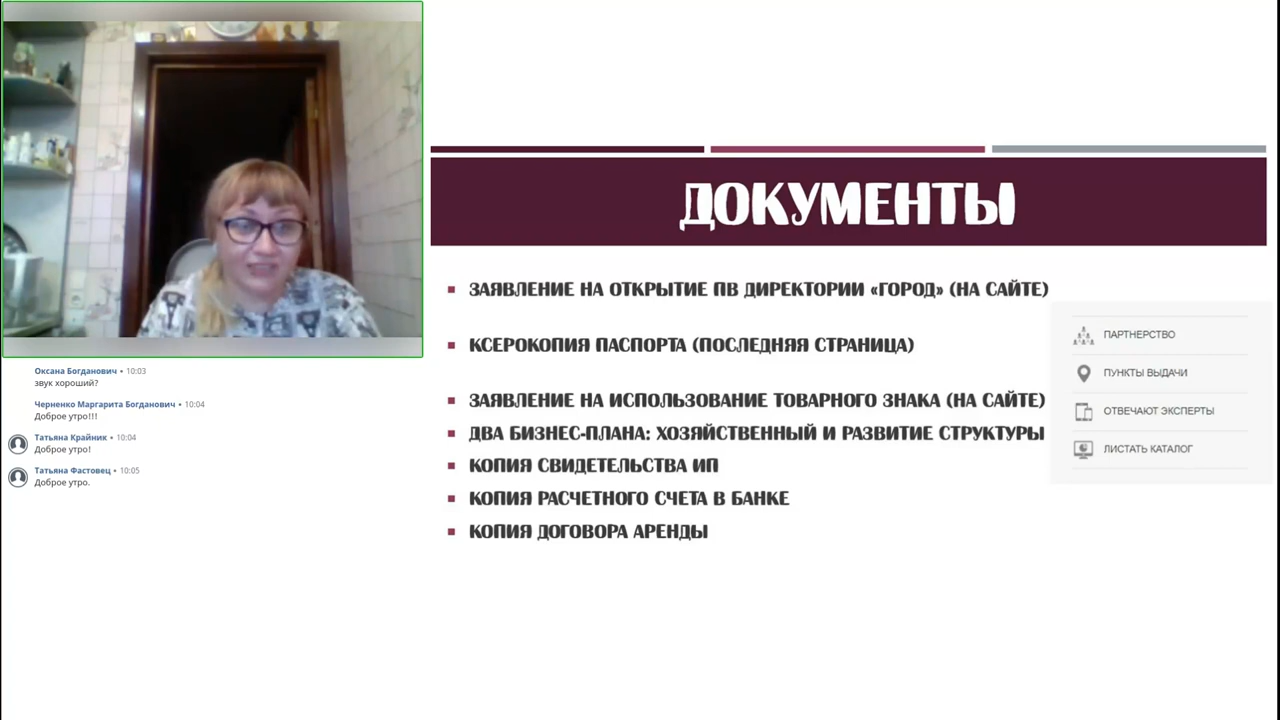 Оксана Богданович • 10:03
звук хороший?
Черненко Маргарита Богданович • 10:04
Доброе утро!!!
Татьяна Крайник • 10:04
Доброе утро!
Татьяна Фастовец • 10:05
Доброе утро.
ДОКУМЕНТЫ
ЗАЯВЛЕНИЕ НА ОТКРЫТИЕ ПВ ДИРЕКТОРИИ «ГОРОД» (НА САЙТЕ)
КСЕРОКОПИЯ ПАСПОРТА (ПОСЛЕДНЯЯ СТРАНИЦА)
ЗАЯВЛЕНИЕ НА ИСПОЛЬЗОВАНИЕ ТОВАРНОГО ЗНАКА (НА САЙТЕ)
ДВА БИЗНЕС-ПЛАНА: ХОЗЯЙСТВЕННЫЙ И РАЗВИТИЕ СТРУКТУРЫ
КОПИЯ СВИДЕТЕЛЬСТВА ИП
КОПИЯ РАСЧЕТНОГО СЧЕТА В БАНКЕ
КОПИЯ ДОГОВОРА АРЕНДЫ
ПАРТНЕРСТВО
ПУНКТЫ ВЫДАЧИ
ОТВЕЧАЮТ ЭКСПЕРТЫ
ЛИСТАТЬ КАТАЛОГ